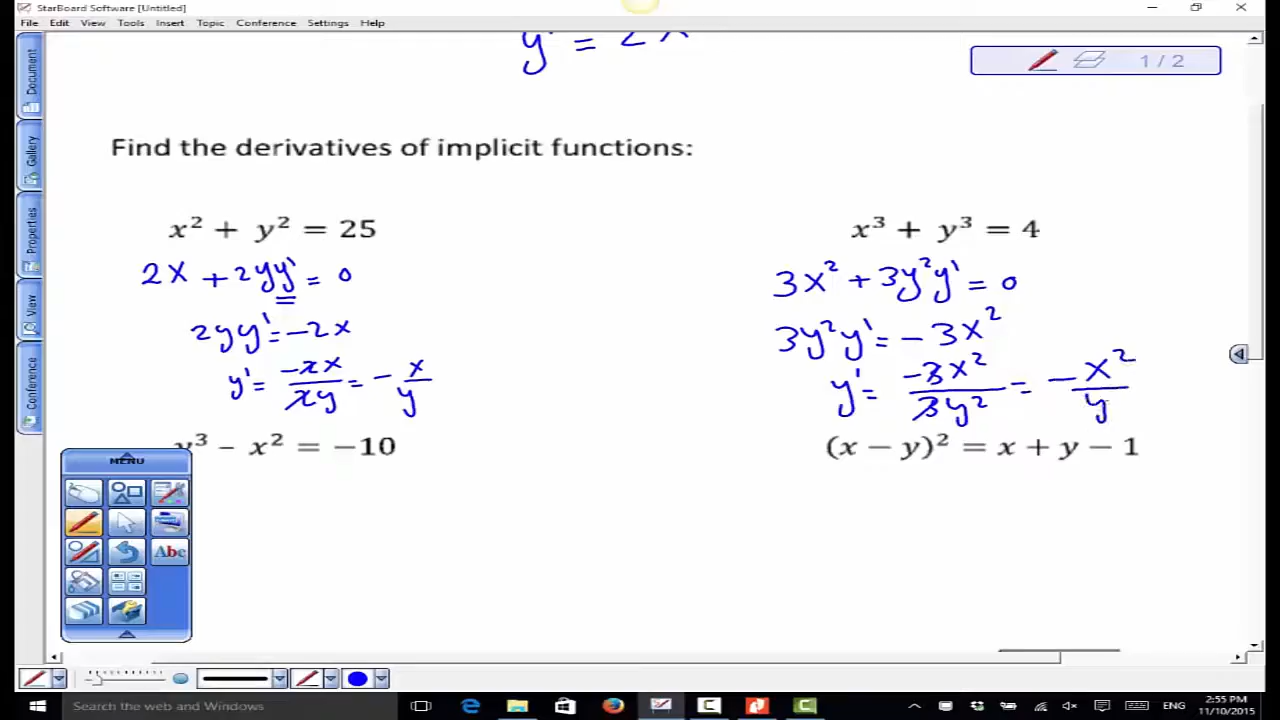 StarBoard Software [Untitled]
File Edit View Tools Insert Topic Conference Settings Help
y' = 2x
1 / 2
Document
Gallery
Properties
View
Conference
Find the derivatives of implicit functions:
x² + y² = 25
x³ + y³ = 4
2x + 2yy' = 0
3x² + 3y²y' = 0
2yy' = -2x
3y²y' = -3x²
y' = -2x/2y = - x/y
y' = -3x²/3y² = -x²/y
y³ − x² = −10
(x − y)² = x + y − 1
MENU
Abc
Search the web and Windows
ENG
2:55 PM
11/10/2015